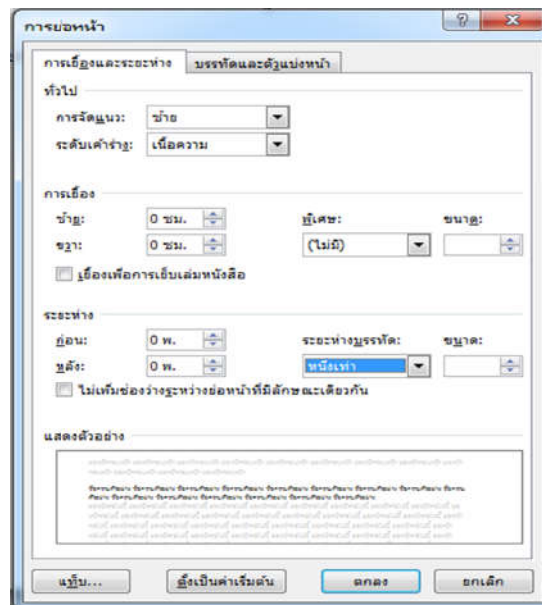 การย่อหน้า
การเยื้องและระยะห่าง บรรทัดและตัวแบ่งหน้า
ทั่วไป
การจัดแนว: ซ้าย
ระดับเค้าร่าง: เนื้อความ
การเยื้อง
ซ้าย: 0 ซม. พิเศษ: ขนาด:
ขวา: 0 ซม. (ไม่มี)
เยื้องเพื่อการเย็บเล่มหนังสือ
ระยะห่าง
ก่อน: 0 พ. ระยะห่างบรรทัด: ขนาด:
หลัง: 0 พ. หนึ่งเท่า
ไม่เพิ่มช่องว่างระหว่างย่อหน้าที่มีลักษณะเดียวกัน
แสดงตัวอย่าง
แท็บ... ตั้งเป็นค่าเริ่มต้น ตกลง ยกเลิก